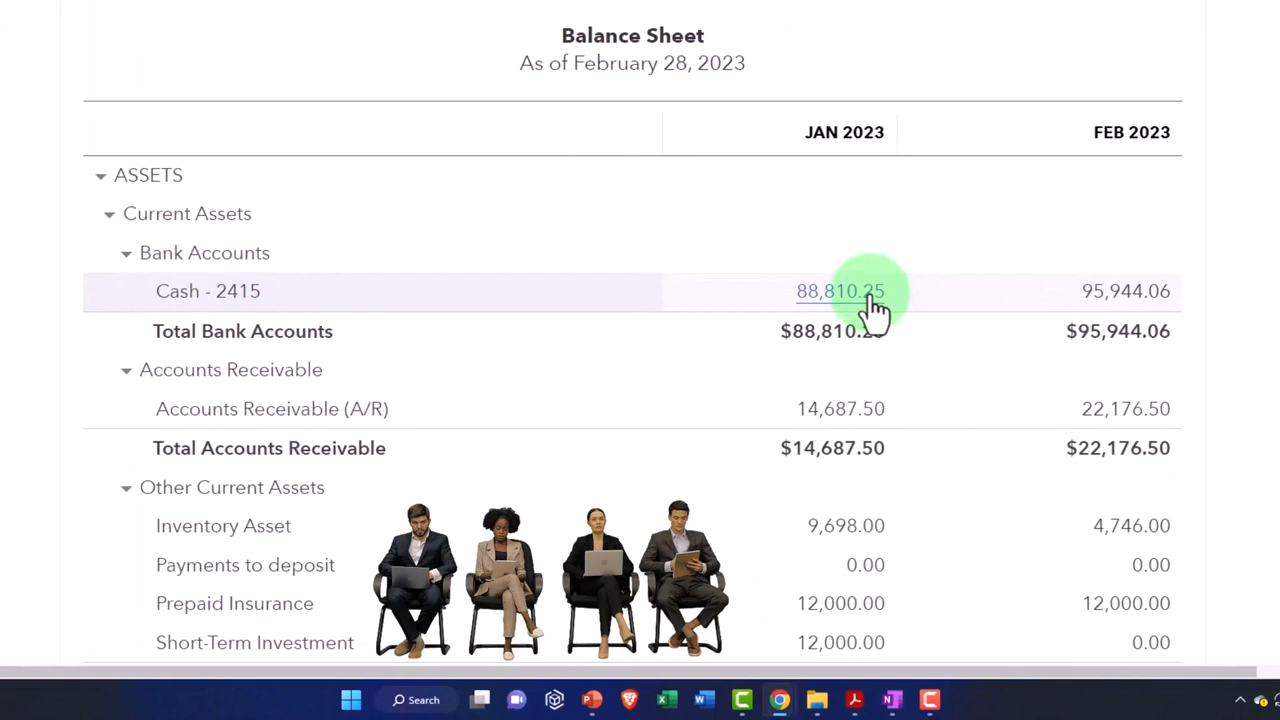 Balance Sheet
As of February 28, 2023
JAN 2023 FEB 2023
ASSETS
Current Assets
Bank Accounts
Cash - 2415 88,810.25 95,944.06
Total Bank Accounts $95,944.06
Accounts Receivable
Accounts Receivable (A/R) 14,687.50 22,176.50
Total Accounts Receivable $14,687.50 $22,176.50
Other Current Assets
Inventory Asset 9,698.00 4,746.00
Payments to deposit 0.00 0.00
Prepaid Insurance 12,000.00 12,000.00
Short-Term Investment 12,000.00 0.00
Search